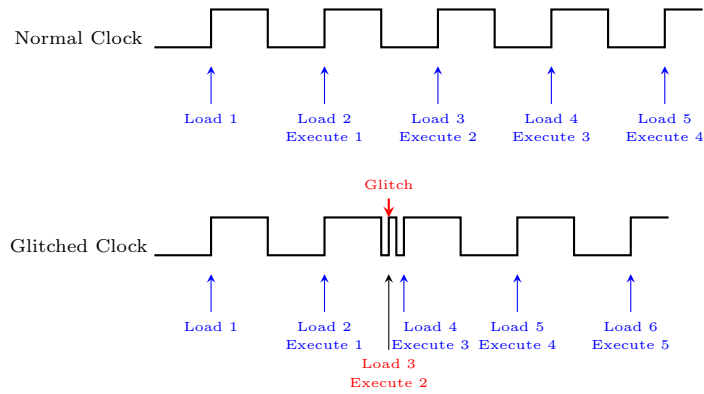 Normal Clock
Load 1
Load 2
Execute 1
Load 3
Execute 2
Load 4
Execute 3
Load 5
Execute 4
Glitch
Glitched Clock
Load 1
Load 2
Execute 1
Load 3
Execute 2
Load 4
Execute 3
Load 5
Execute 4
Load 6
Execute 5